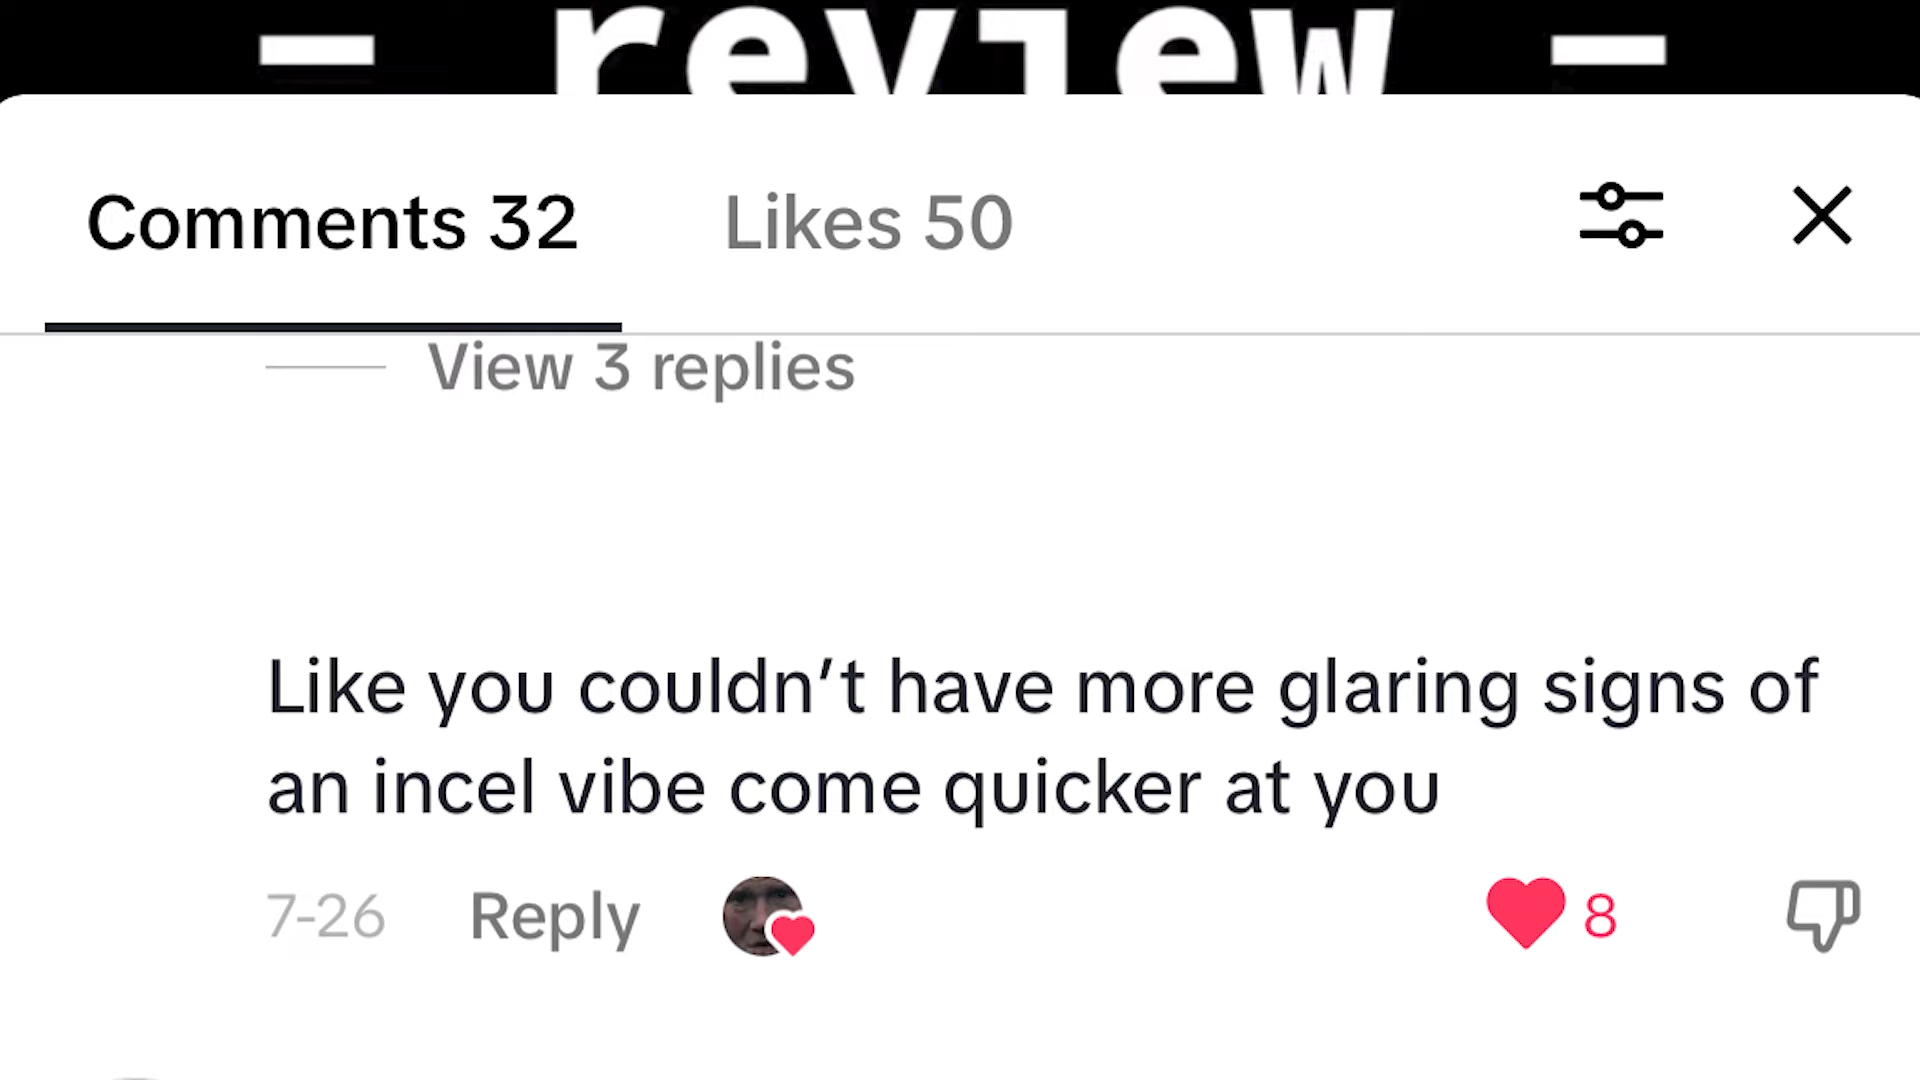 - review -
Comments 32 Likes 50
View 3 replies
Like you couldn’t have more glaring signs of
an incel vibe come quicker at you
7-26 Reply 8